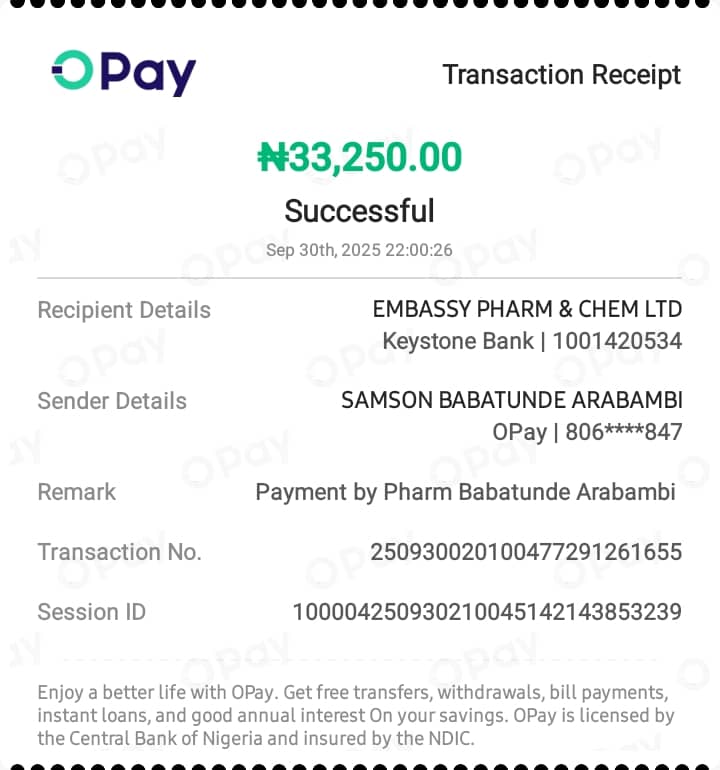 OPay
Transaction Receipt
₦33,250.00
Successful
Sep 30th, 2025 22:00:26
Recipient Details
EMBASSY PHARM & CHEM LTD
Keystone Bank | 1001420534
Sender Details
SAMSON BABATUNDE ARABAMBI
OPay | 806****847
Remark
Payment by Pharm Babatunde Arabambi
Transaction No.
250930020100477291261655
Session ID
100004250930210045142143853239
Enjoy a better life with OPay. Get free transfers, withdrawals, bill payments,
instant loans, and good annual interest On your savings. OPay is licensed by
the Central Bank of Nigeria and insured by the NDIC.